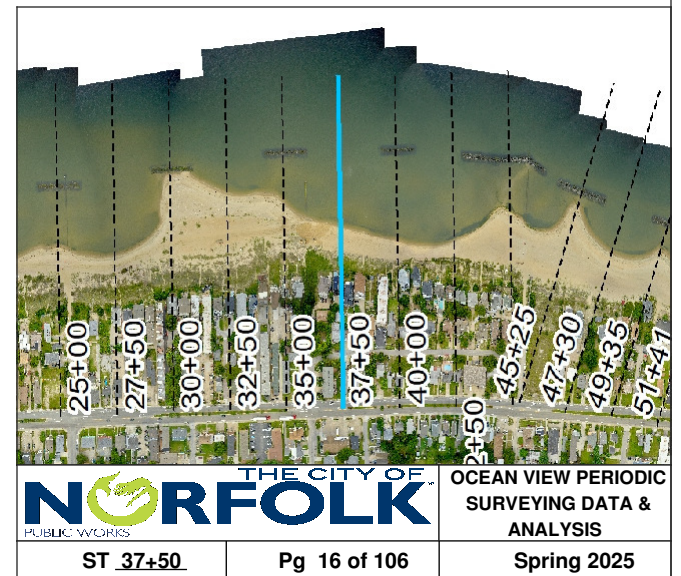 25+00
27+50
30+00
32+50
35+00
37+50
40+00
2+50
45+25
47+30
49+35
51+41
THE CITY OF
NORFOLK
PUBLIC WORKS
OCEAN VIEW PERIODIC
SURVEYING DATA &
ANALYSIS
ST 37+50
Pg 16 of 106
Spring 2025